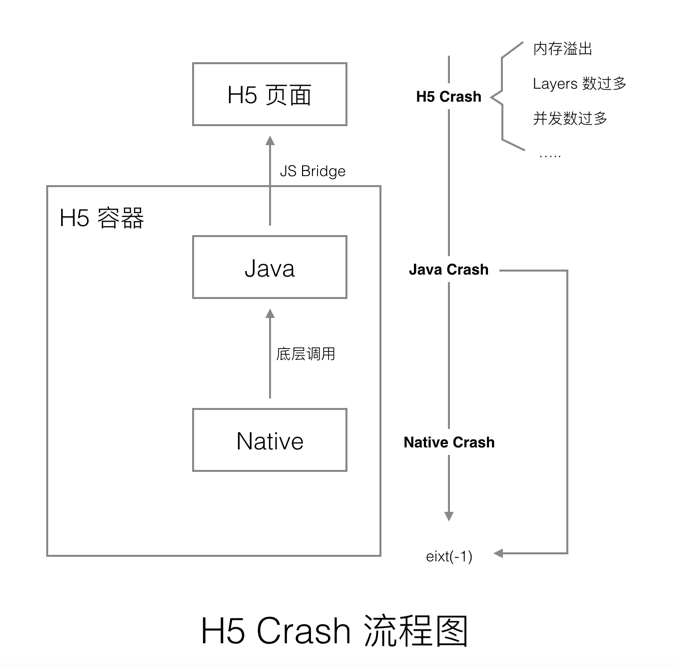 H5 页面
JS Bridge
H5 容器
Java
底层调用
Native
H5 Crash
内存溢出
Layers 数过多
并发数过多
.....
Java Crash
Native Crash
eixt(-1)
H5 Crash 流程图